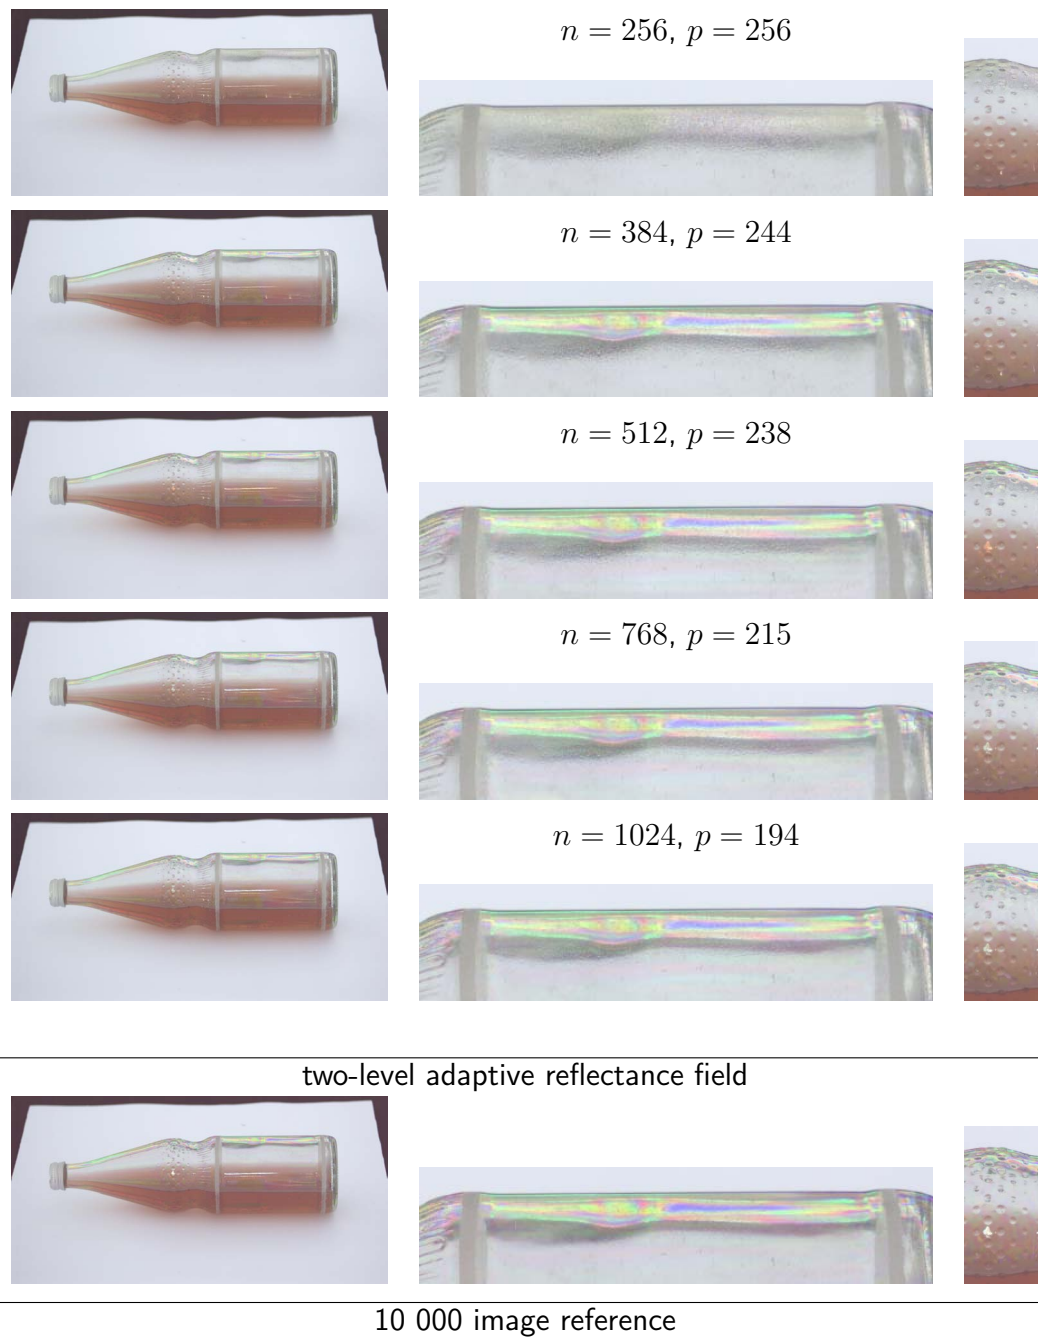 n = 256, p = 256
n = 384, p = 244
n = 512, p = 238
n = 768, p = 215
n = 1024, p = 194
two-level adaptive reflectance field
10 000 image reference